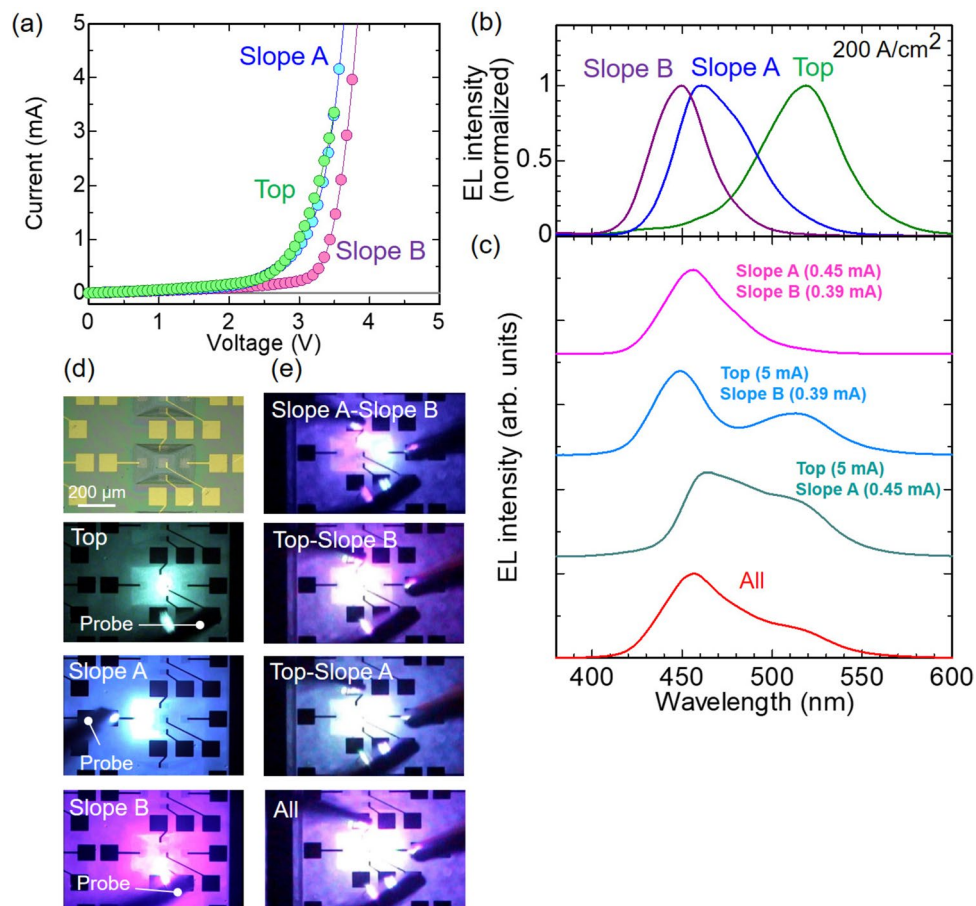 (a)
5
4
3
2
1
0
Current (mA)
Slope A
Top
Slope B
0 1 2 3 4 5
Voltage (V)
(b)
200 A/cm2
Slope B Slope A Top
1
0.5
0
EL intensity
(normalized)
(c)
Slope A (0.45 mA)
Slope B (0.39 mA)
Top (5 mA)
Slope B (0.39 mA)
Top (5 mA)
Slope A (0.45 mA)
All
EL intensity (arb. units)
400 450 500 550 600
Wavelength (nm)
(d)
200 μm
Top
Probe
Slope A
Probe
Slope B
Probe
(e)
Slope A-Slope B
Top-Slope B
Top-Slope A
All